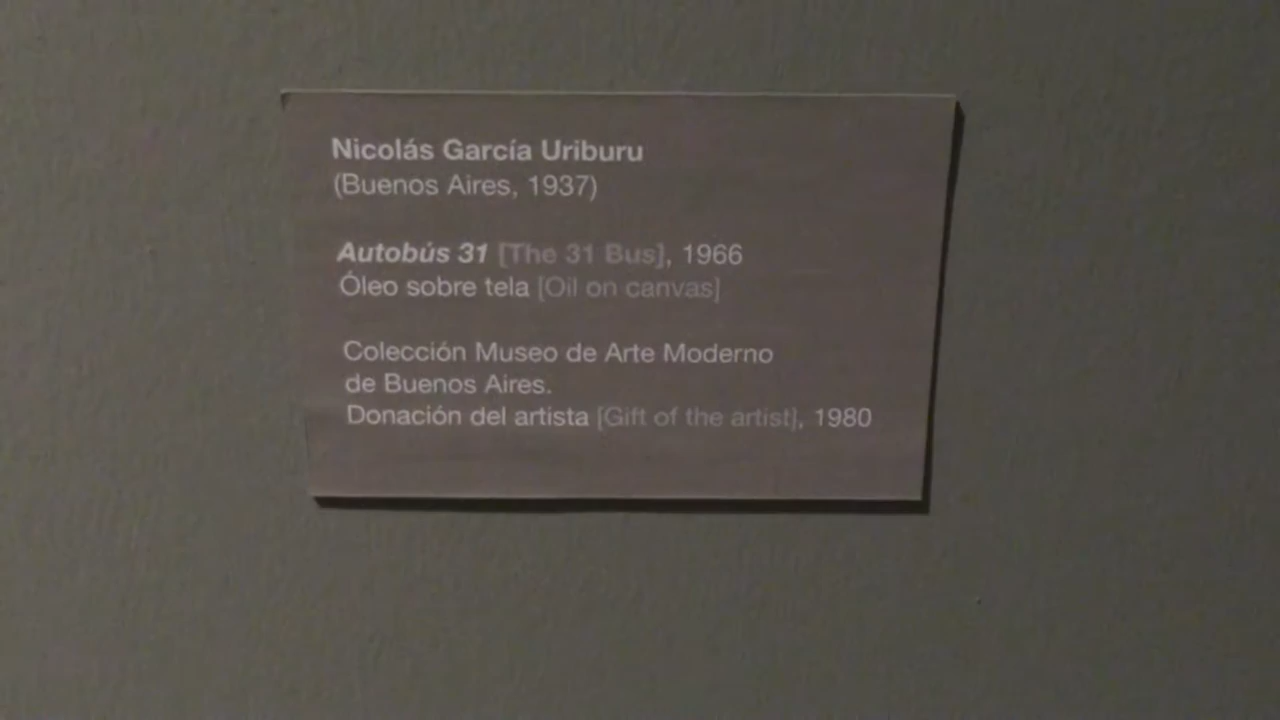 Nicolás García Uriburu
(Buenos Aires, 1937)
Autobús 31 [The 31 Bus], 1966
Óleo sobre tela [Oil on canvas]
Colección Museo de Arte Moderno
de Buenos Aires.
Donación del artista [Gift of the artist], 1980